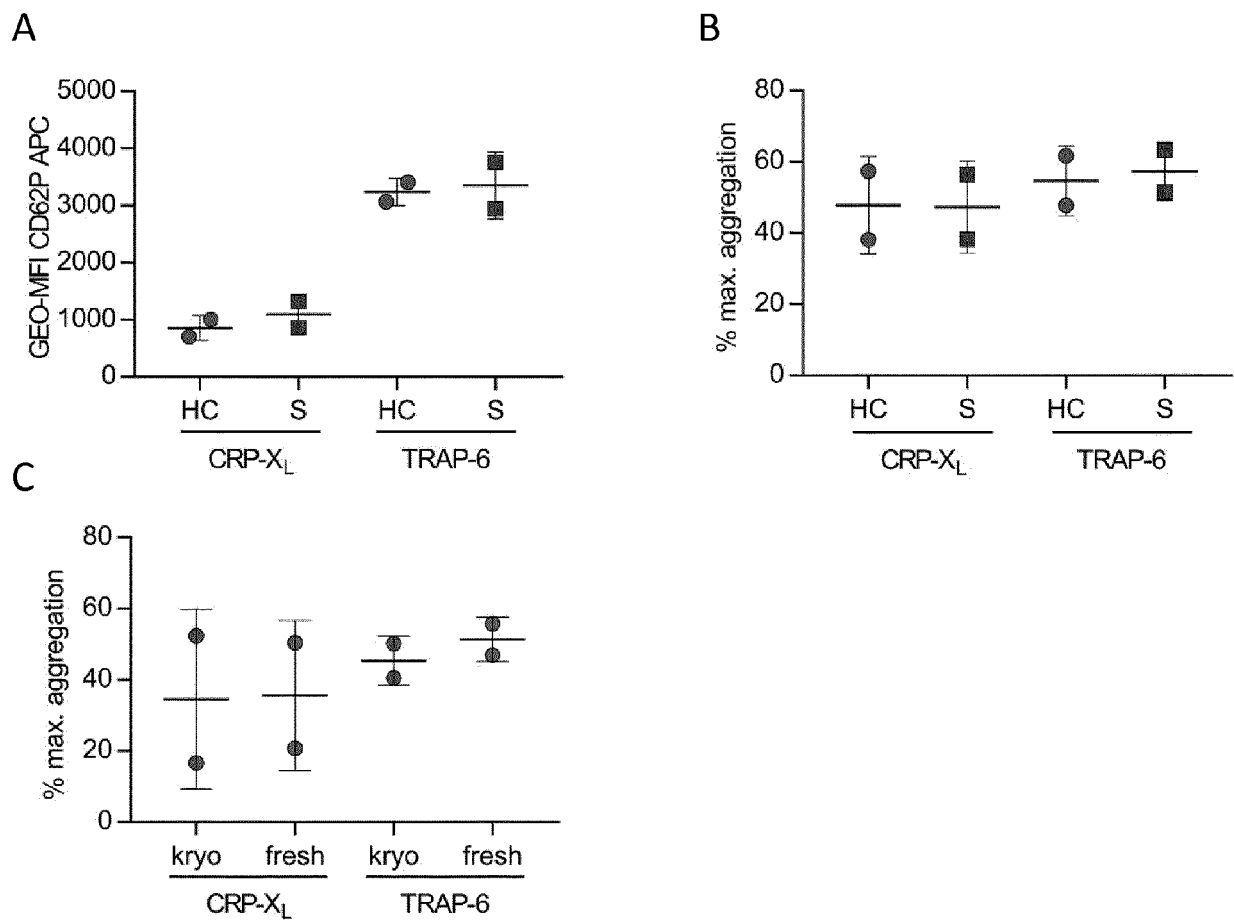 A
GEO-MFI CD62P APC
5000
4000
3000
2000
1000
0
HC S HC S
CRP-XL TRAP-6
B
% max. aggregation
80
60
40
20
0
HC S HC S
CRP-XL TRAP-6
C
% max. aggregation
80
60
40
20
0
kryo fresh kryo fresh
CRP-XL TRAP-6